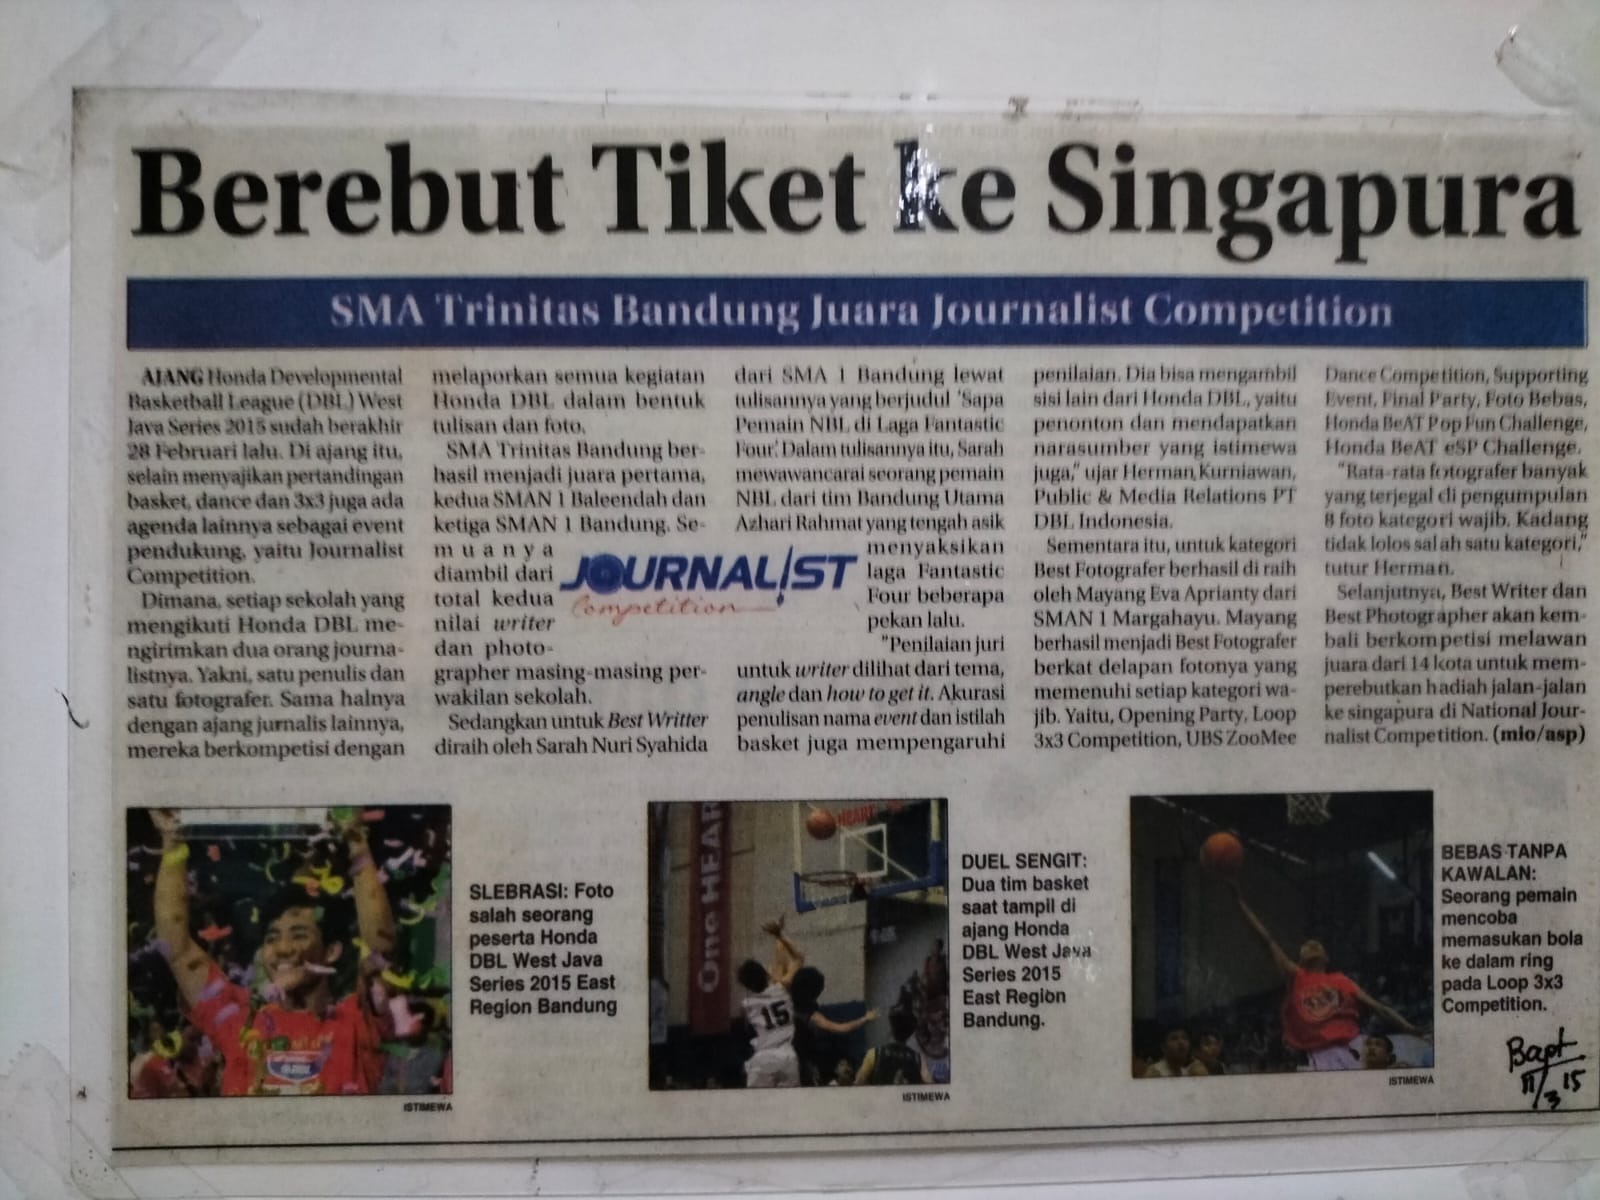 Berebut Tiket ke Singapura
SMA Trinitas Bandung Juara Journalist Competition
AJANG Honda Developmental
Basketball League (DBL) West
Java Series 2015 sudah berakhir
28 Februari lalu. Di ajang itu,
selain menyajikan pertandingan
basket, dance dan 3x3 juga ada
agenda lainnya sebagai event
pendukung, yaitu Journalist
Competition.
Dimana, setiap sekolah yang
mengikuti Honda DBL me-
ngirimkan dua orang journa-
listnya. Yakni, satu penulis dan
satu fotografer. Sama halnya
dengan ajang jurnalis lainnya,
mereka berkompetisi dengan
melaporkan semua kegiatan
Honda DBL dalam bentuk
tulisan dan foto.
SMA Trinitas Bandung ber-
hasil menjadi juara pertama,
kedua SMAN 1 Baleendah dan
ketiga SMAN 1 Bandung. Se-
muanya
diambil dari
total kedua
nilai writer
dan photo-
grapher masing-masing per-
wakilan sekolah.
Sedangkan untuk Best Writter
diraih oleh Sarah Nuri Syahida
JOURNAL!ST
Competition
dari SMA 1 Bandung lewat
tulisannya yang berjudul 'Sapa
Pemain NBL di Laga Fantastic
Four'. Dalam tulisannya itu, Sarah
mewawancarai seorang pemain
NBL dari tim Bandung Utama
Azhari Rahmat yang tengah asik
menyaksikan
laga Fantastic
Four beberapa
pekan lalu.
"Penilaian juri
untuk writer dilihat dari tema,
angle dan how to get it. Akurasi
penulisan nama event dan istilah
basket juga mempengaruhi
penilaian. Dia bisa mengambil
sisi lain dari Honda DBL, yaitu
penonton dan mendapatkan
narasumber yang istimewa
juga," ujar Herman Kurniawan,
Public & Media Relations PT
DBL Indonesia.
Sementara itu, untuk kategori
Best Fotografer berhasil di raih
oleh Mayang Eva Aprianty dari
SMAN 1 Margahayu. Mayang
berhasil menjadi Best Fotografer
berkat delapan fotonya yang
memenuhi setiap kategori wa-
jib. Yaitu, Opening Party, Loop
3x3 Competition, UBS ZooMee
Dance Competition, Supporting
Event, Final Party, Foto Bebas,
Honda BeAT Pop Fun Challenge,
Honda BeAT eSP Challenge.
"Rata-rata fotografer banyak
yang terjegal di pengumpulan
8 foto kategori wajib. Kadang
tidak lolos salah satu kategori,"
tutur Herman.
Selanjutnya, Best Writer dan
Best Photographer akan kem-
bali berkompetisi melawan
juara dari 14 kota untuk mem-
perebutkan hadiah jalan-jalan
ke singapura di National Jour-
nalist Competition. (mio/asp)
SLEBRASI: Foto
salah seorang
peserta Honda
DBL West Java
Series 2015 East
Region Bandung
ISTIMEWA
One HEAR
HEART
15
DUEL SENGIT:
Dua tim basket
saat tampil di
ajang Honda
DBL West Java
Series 2015
East Region
Bandung.
ISTIMEWA
BEBAS TANPA
KAWALAN:
Seorang pemain
mencoba
memasukan bola
ke dalam ring
pada Loop 3x3
Competition.
ISTIMEWA
Bapt
11/3 15